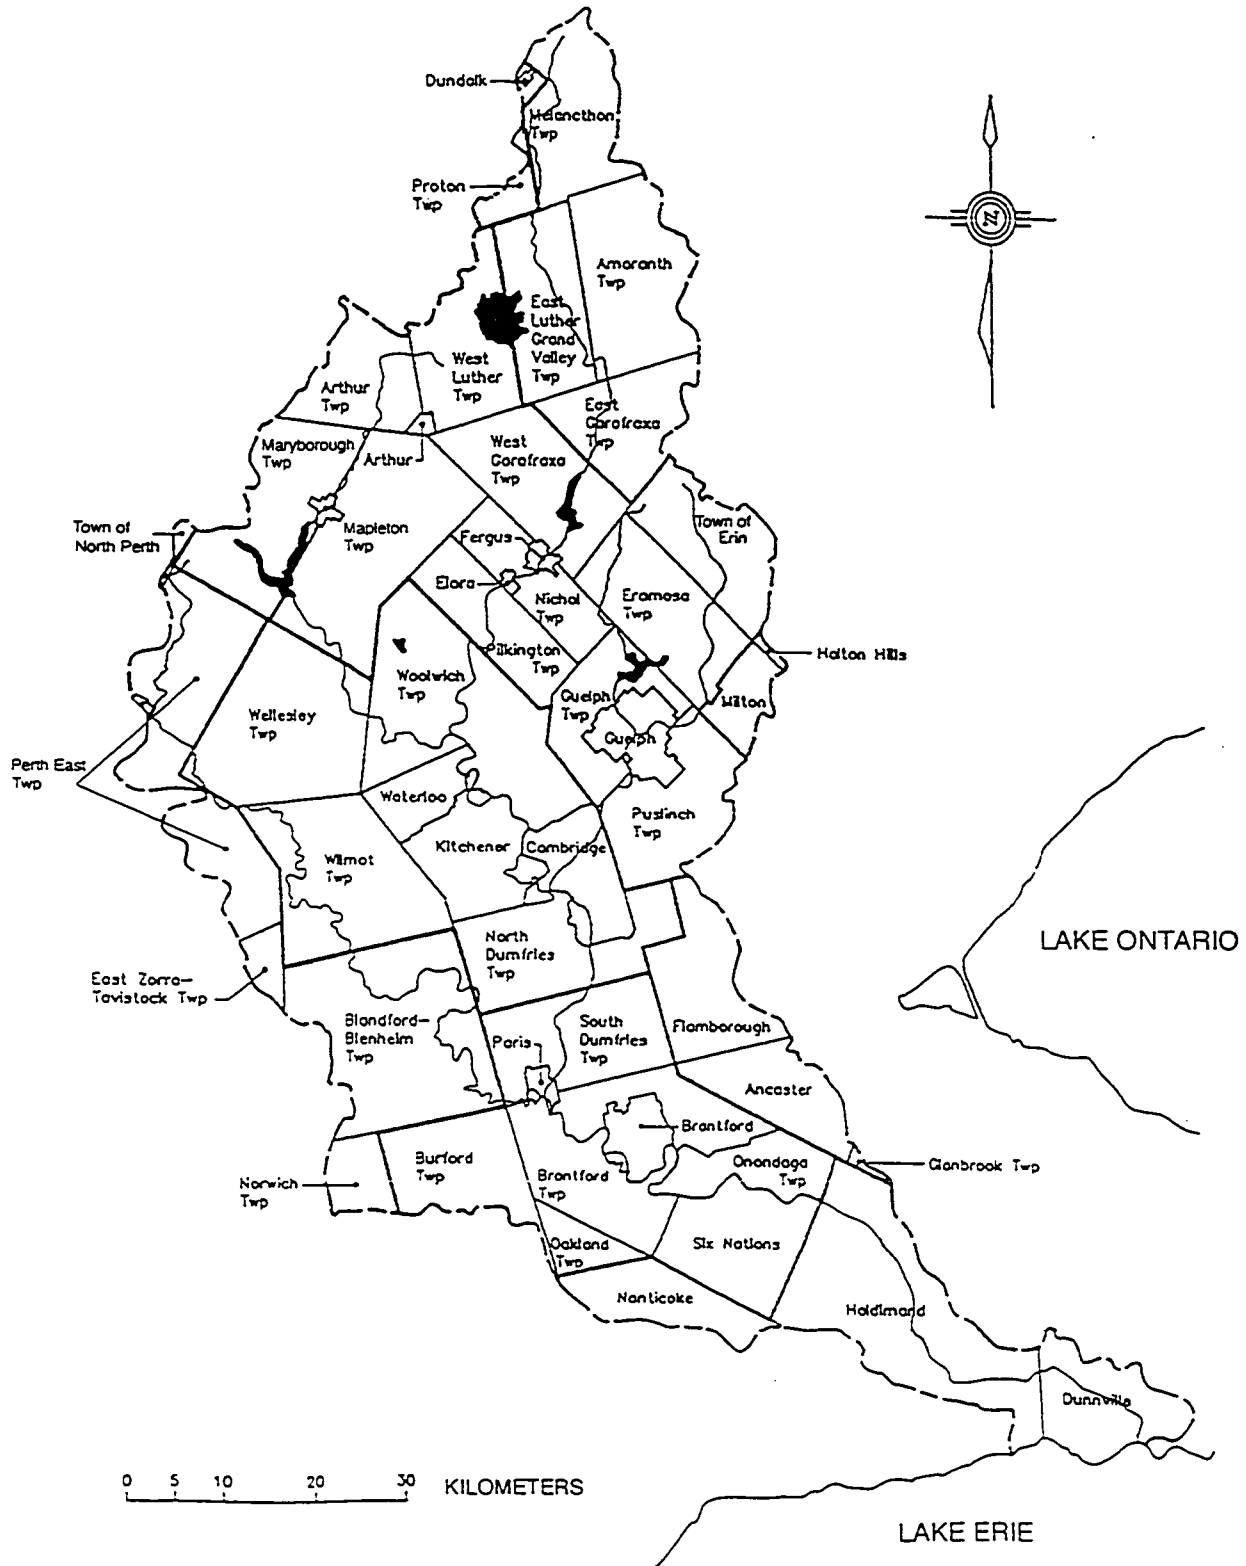 Dundalk
Melancthon
Twp
Proton
Twp
Amaranth
Twp
East
Luther
Grand
Valley
Twp
West
Luther
Twp
Arthur
Twp
East
Garafraxa
Twp
Maryborough
Twp
Arthur
West
Garafraxa
Twp
Town of
North Perth
Mapleton
Twp
Fergus
Town of
Erin
Elora
Nichol
Twp
Eramosa
Twp
Pilkington
Twp
Halton Hills
Woolwich
Twp
Guelph
Twp
Milton
Wellesley
Twp
Guelph
Perth East
Twp
Waterloo
Puslinch
Twp
Kitchener
Cambridge
Wilmot
Twp
LAKE ONTARIO
North
Dumfries
Twp
East Zorra-
Tavistock Twp
Blandford-
Blenheim
Twp
Paris
South
Dumfries
Twp
Flamborough
Ancaster
Brantford
Burford
Twp
Onondaga
Twp
Glanbrook Twp
Norwich
Twp
Brantford
Twp
Oakland
Twp
Six Nations
Nanticoke
Haldimand
Dunnville
0 5 10 20 30 KILOMETERS
LAKE ERIE
N